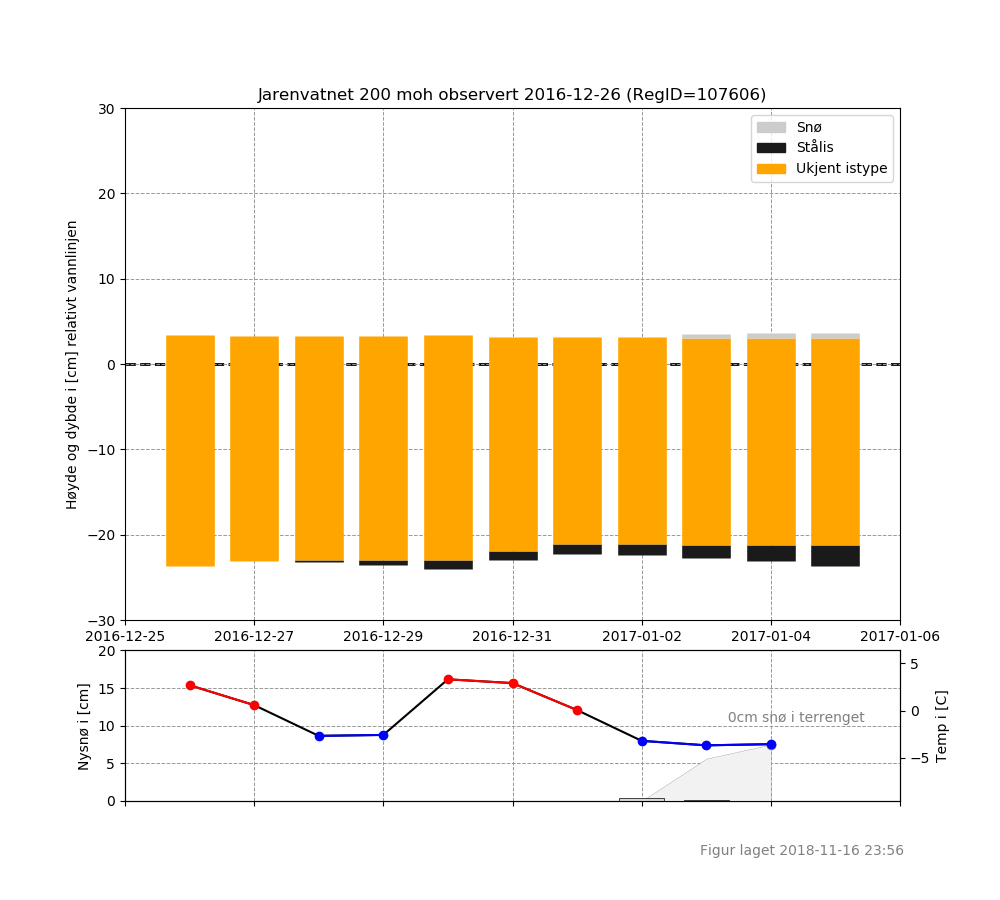 Jarenvatnet 200 moh observert 2016-12-26 (RegID=107606)
Høyde og dybde i [cm] relativt vannlinjen
30
20
10
0
−10
−20
−30
Snø
Stålis
Ukjent istype
2016-12-25 2016-12-27 2016-12-29 2016-12-31 2017-01-02 2017-01-04 2017-01-06
Nysnø i [cm]
20
15
10
5
0
0cm snø i terrenget
5
0
−5
Temp i [C]
Figur laget 2018-11-16 23:56